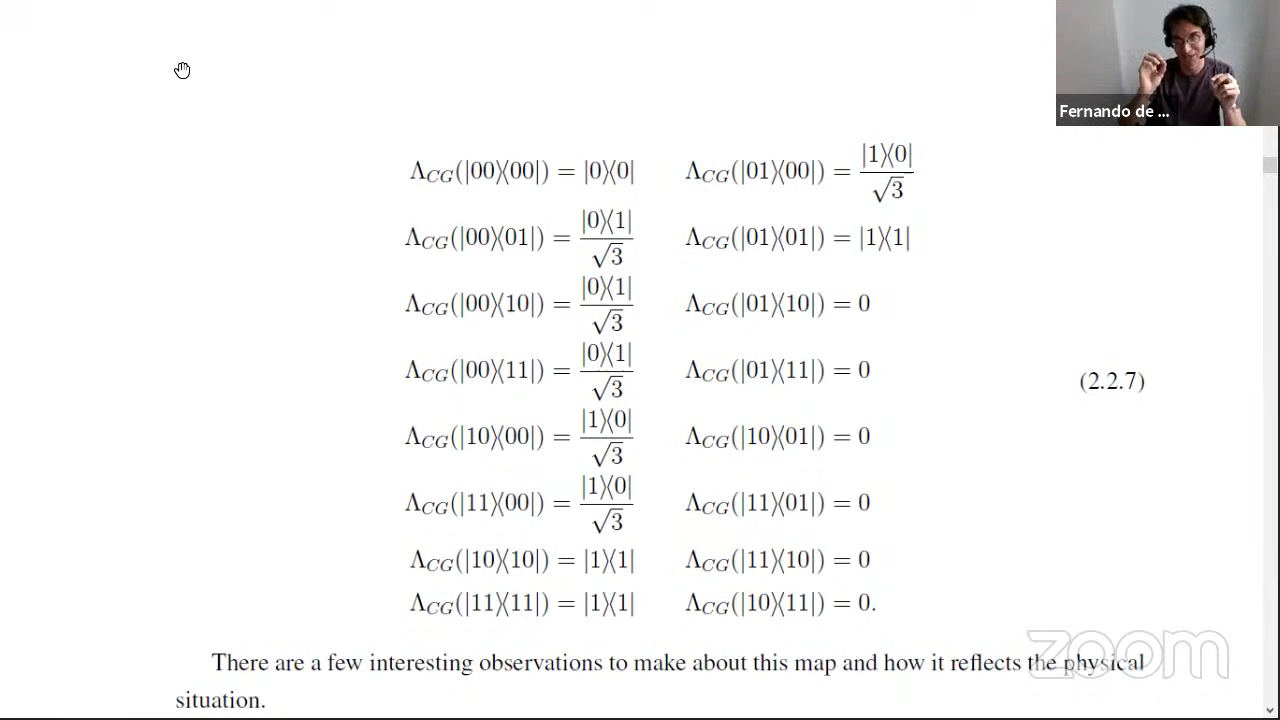 Fernando de ...
Λ_CG(|00⟩⟨00|) = |0⟩⟨0|    Λ_CG(|01⟩⟨00|) = |1⟩⟨0|/√3
Λ_CG(|00⟩⟨01|) = |0⟩⟨1|/√3    Λ_CG(|01⟩⟨01|) = |1⟩⟨1|
Λ_CG(|00⟩⟨10|) = |0⟩⟨1|/√3    Λ_CG(|01⟩⟨10|) = 0
Λ_CG(|00⟩⟨11|) = |0⟩⟨1|/√3    Λ_CG(|01⟩⟨11|) = 0    (2.2.7)
Λ_CG(|10⟩⟨00|) = |1⟩⟨0|/√3    Λ_CG(|10⟩⟨01|) = 0
Λ_CG(|11⟩⟨00|) = |1⟩⟨0|/√3    Λ_CG(|11⟩⟨01|) = 0
Λ_CG(|10⟩⟨10|) = |1⟩⟨1|    Λ_CG(|11⟩⟨10|) = 0
Λ_CG(|11⟩⟨11|) = |1⟩⟨1|    Λ_CG(|10⟩⟨11|) = 0.
There are a few interesting observations to make about this map and how it reflects the physical
situation.
zoom